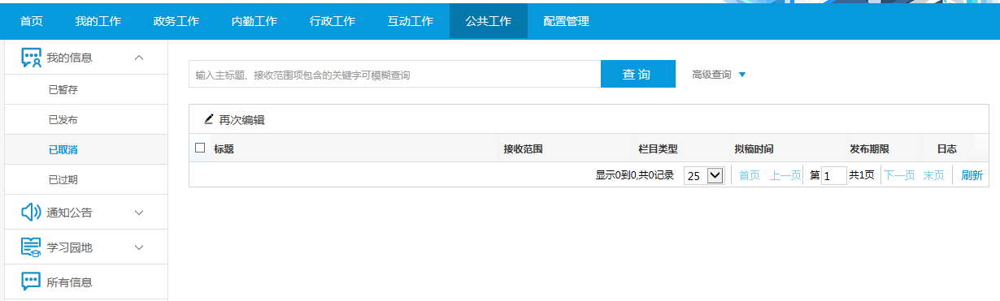 首页 我的工作 政务工作 内勤工作 行政工作 互动工作 公共工作 配置管理
我的信息
已暂存
已发布
已取消
已过期
通知公告
学习园地
所有信息
输入主标题、接收范围项包含的关键字可模糊查询 查 询 高级查询
再次编辑
标题 接收范围 栏目类型 拟稿时间 发布期限 日志
显示0到0,共0记录 25 首页 上一页 第 1 共1页 下一页 末页 刷新